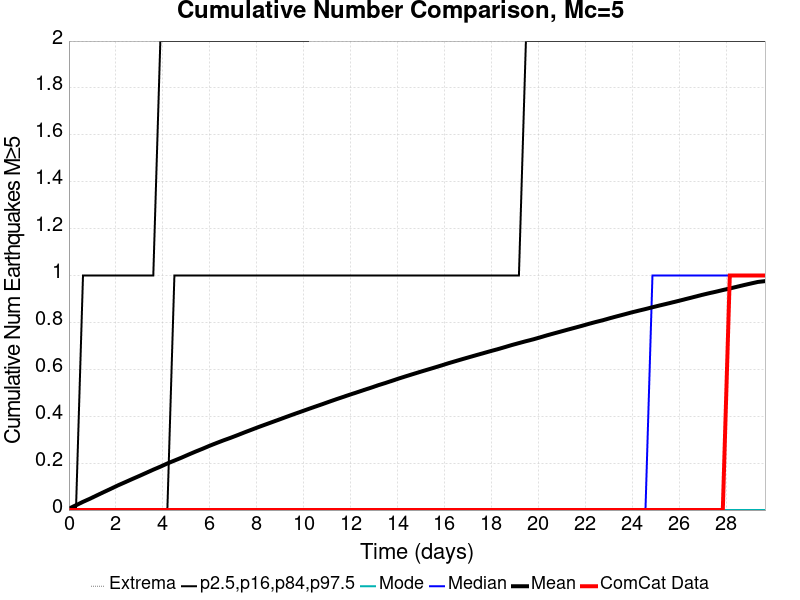 Cumulative Number Comparison, Mc=5
Cumulative Num Earthquakes M≥5
2
1.8
1.6
1.4
1.2
1
0.8
0.6
0.4
0.2
0
0 2 4 6 8 10 12 14 16 18 20 22 24 26 28
Time (days)
Extrema p2.5,p16,p84,p97.5 Mode Median Mean ComCat Data